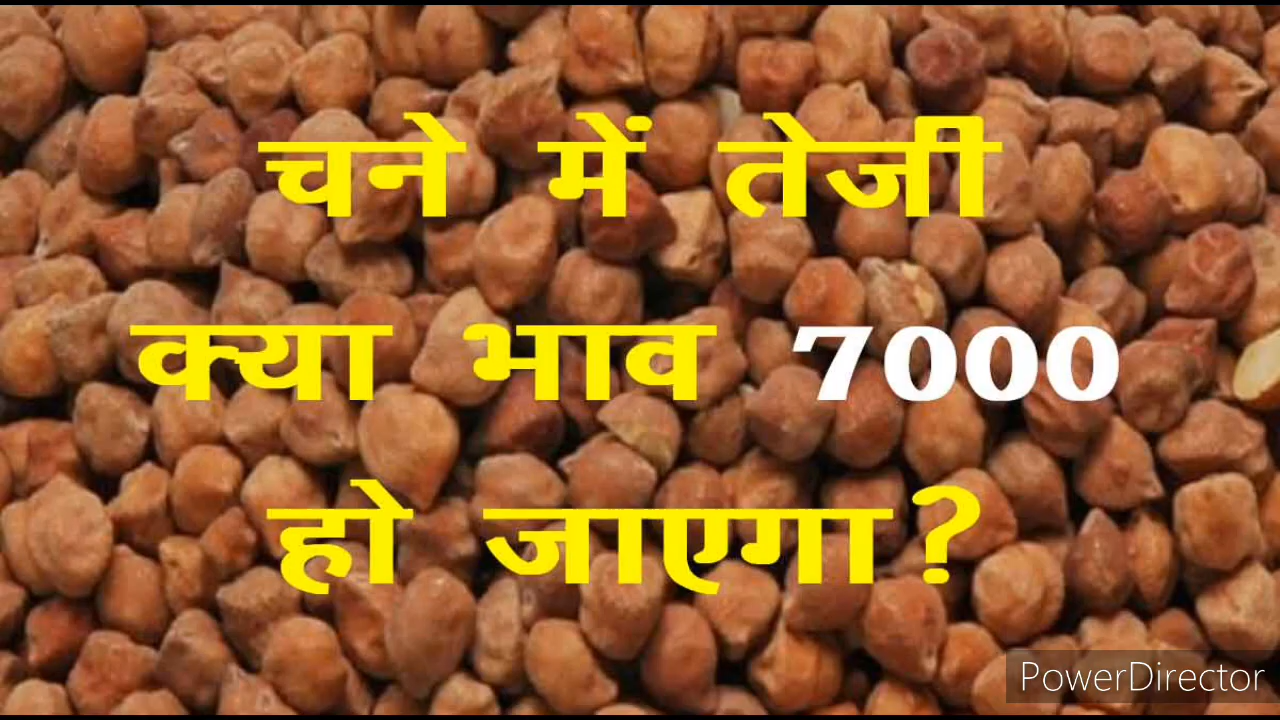 चने में तेजी
क्या भाव 7000
हो जाएगा?
PowerDirector